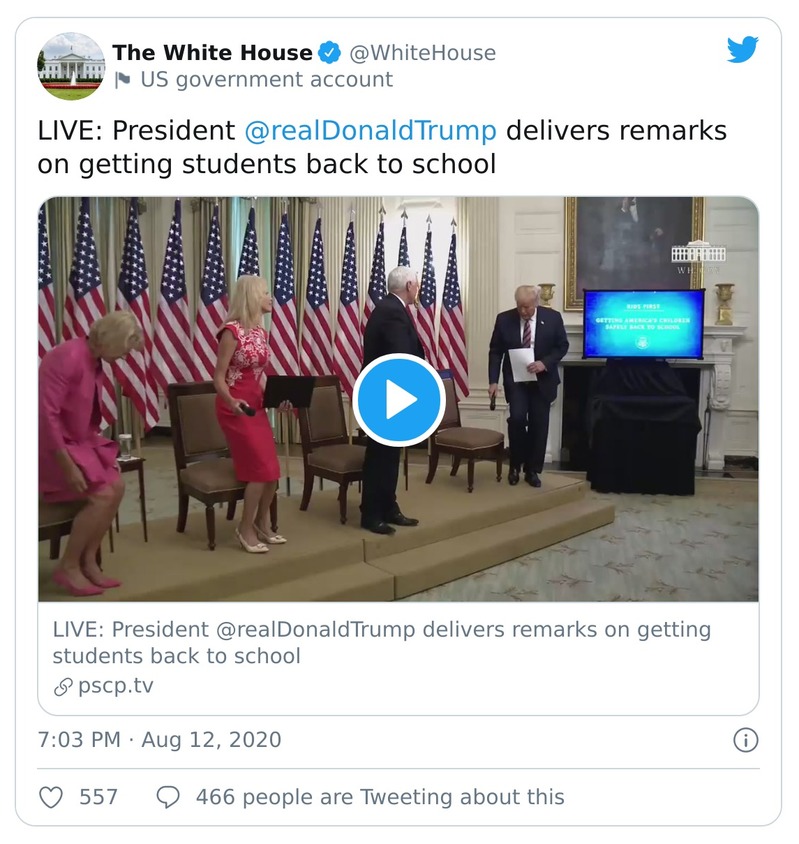 The White House @WhiteHouse
US government account
LIVE: President @realDonaldTrump delivers remarks
on getting students back to school
KIDS FIRST
GETTING AMERICA'S CHILDREN
SAFELY BACK TO SCHOOL
LIVE: President @realDonaldTrump delivers remarks on getting
students back to school
pscp.tv
7:03 PM · Aug 12, 2020
557 466 people are Tweeting about this